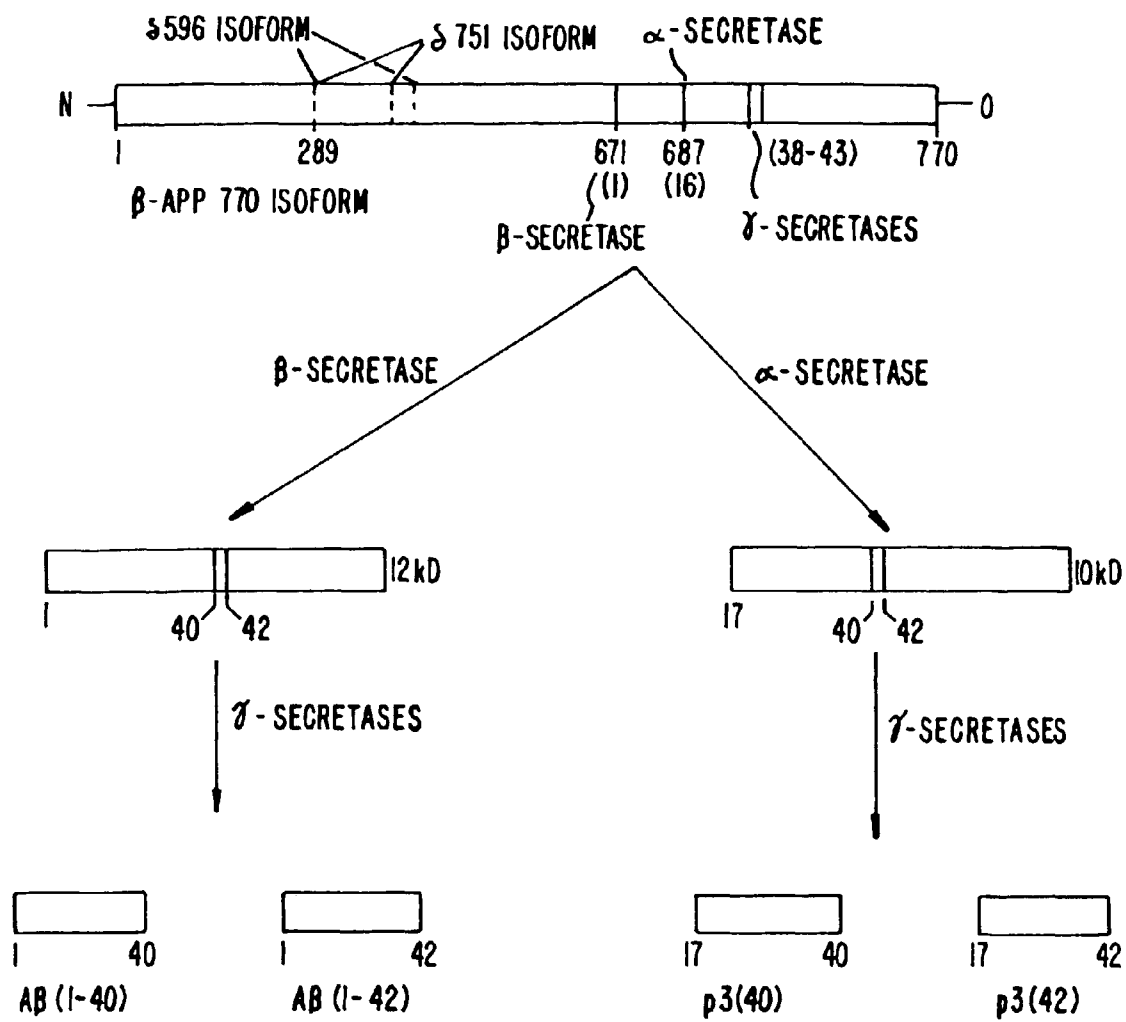 δ596 ISOFORM
δ 751 ISOFORM
α-SECRETASE
N
O
1
289
671
687
(38-43)
770
(1)
(16)
β-APP 770 ISOFORM
β-SECRETASE
γ-SECRETASES
β-SECRETASE
α-SECRETASE
12kD
10kD
1
40
42
17
40
42
γ-SECRETASES
γ-SECRETASES
1
40
1
42
17
40
17
42
Aβ (1-40)
Aβ (1-42)
p3(40)
p3(42)